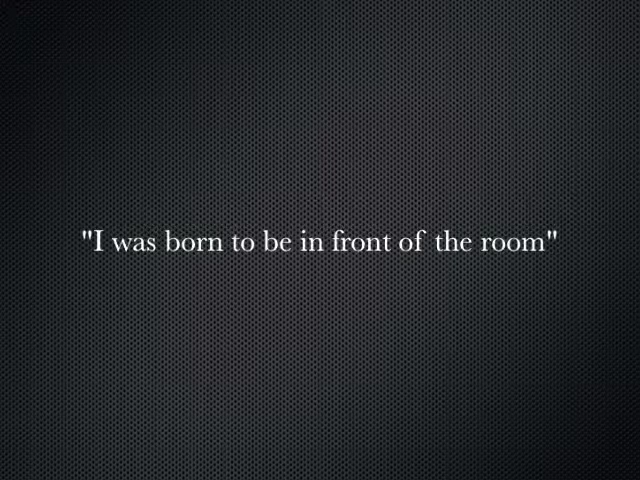 "I was born to be in front of the room"